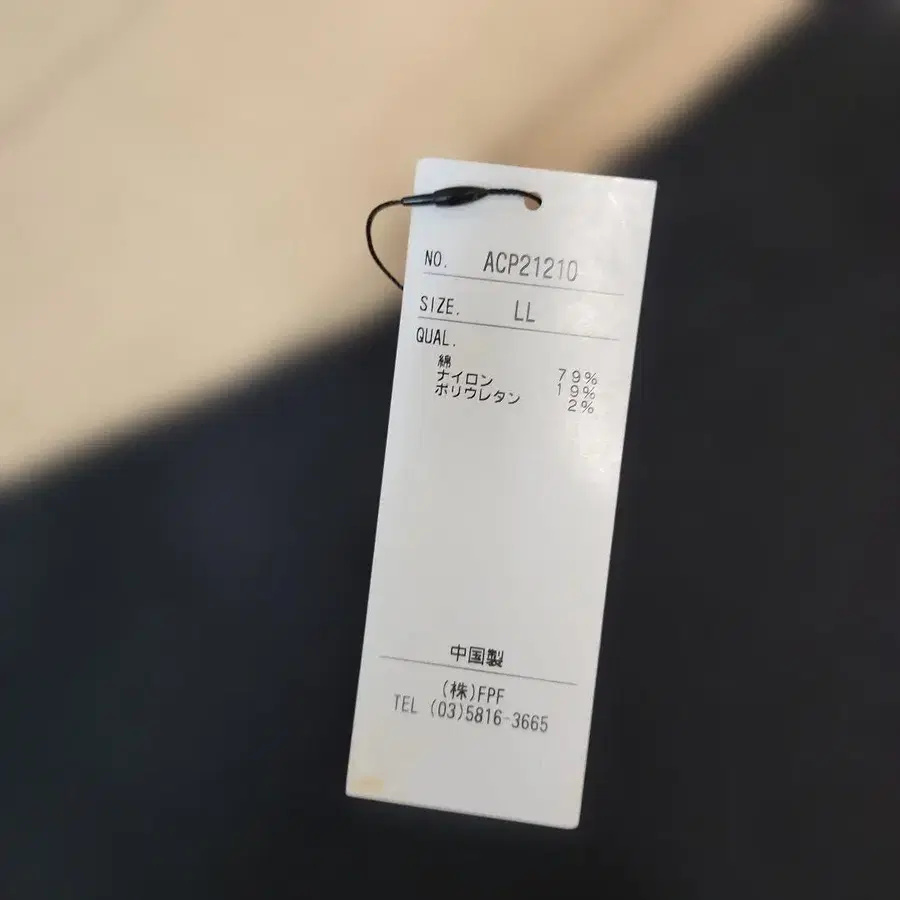 NO. ACP21210
SIZE. LL
QUAL.
綿 79%
ナイロン 19%
ポリウレタン 2%
中国製
(株)FPF
TEL (03)5816-3665